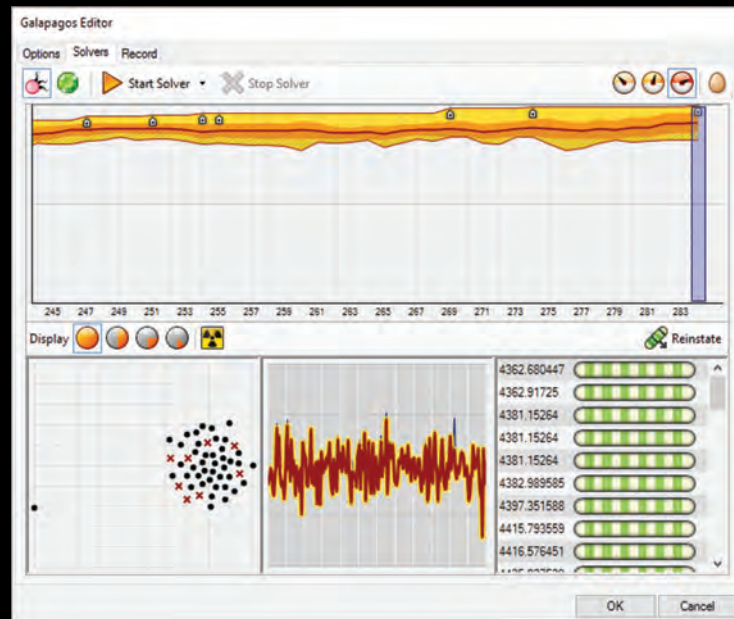 Galapagos Editor
Options Solvers Record
Start Solver Stop Solver
245 247 249 251 253 255 257 259 261 263 265 267 269 271 273 275 277 279 281 283
Display Reinstate
4362.680447
4362.91725
4381.15264
4381.15264
4381.15264
4382.989585
4397.351588
4415.793559
4416.576451
OK Cancel